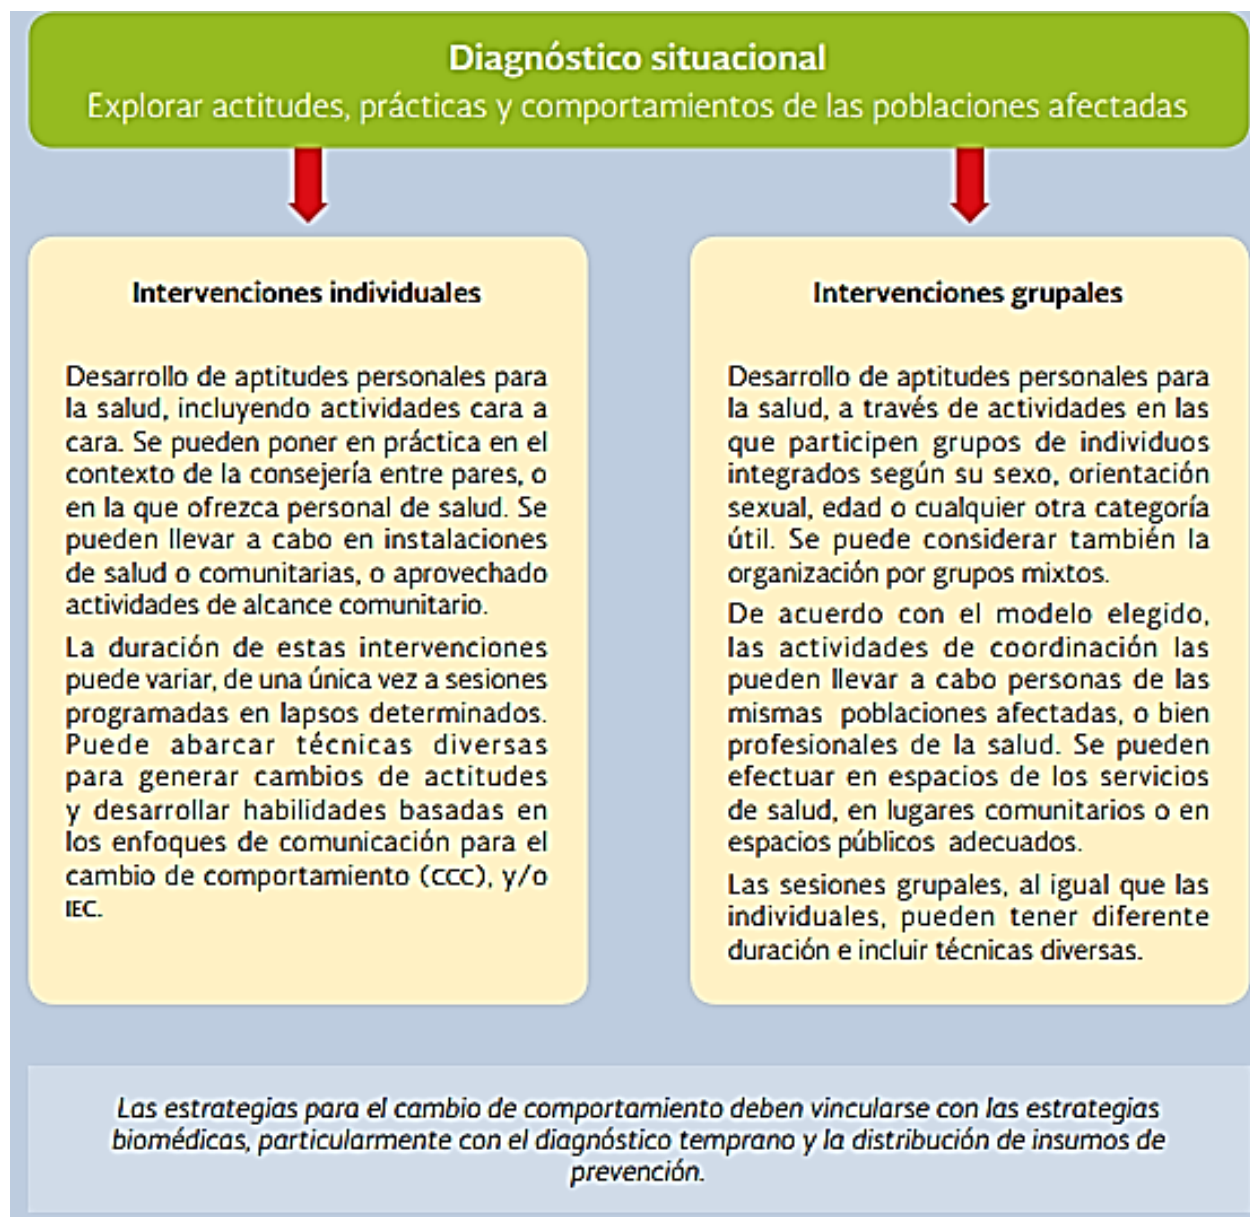 Diagnóstico situacional
Explorar actitudes, prácticas y comportamientos de las poblaciones afectadas
Intervenciones individuales
Desarrollo de aptitudes personales para
la salud, incluyendo actividades cara a
cara. Se pueden poner en práctica en el
contexto de la consejería entre pares, o
en la que ofrezca personal de salud. Se
pueden llevar a cabo en instalaciones
de salud o comunitarias, o aprovechado
actividades de alcance comunitario.
La duración de estas intervenciones
puede variar, de una única vez a sesiones
programadas en lapsos determinados.
Puede abarcar técnicas diversas
para generar cambios de actitudes
y desarrollar habilidades basadas en
los enfoques de comunicación para el
cambio de comportamiento (CCC), y/o
IEC.
Intervenciones grupales
Desarrollo de aptitudes personales para
la salud, a través de actividades en las
que participen grupos de individuos
integrados según su sexo, orientación
sexual, edad o cualquier otra categoría
útil. Se puede considerar también la
organización por grupos mixtos.
De acuerdo con el modelo elegido,
las actividades de coordinación las
pueden llevar a cabo personas de las
mismas poblaciones afectadas, o bien
profesionales de la salud. Se pueden
efectuar en espacios de los servicios
de salud, en lugares comunitarios o en
espacios públicos adecuados.
Las sesiones grupales, al igual que las
individuales, pueden tener diferente
duración e incluir técnicas diversas.
Las estrategias para el cambio de comportamiento deben vincularse con las estrategias
biomédicas, particularmente con el diagnóstico temprano y la distribución de insumos de
prevención.